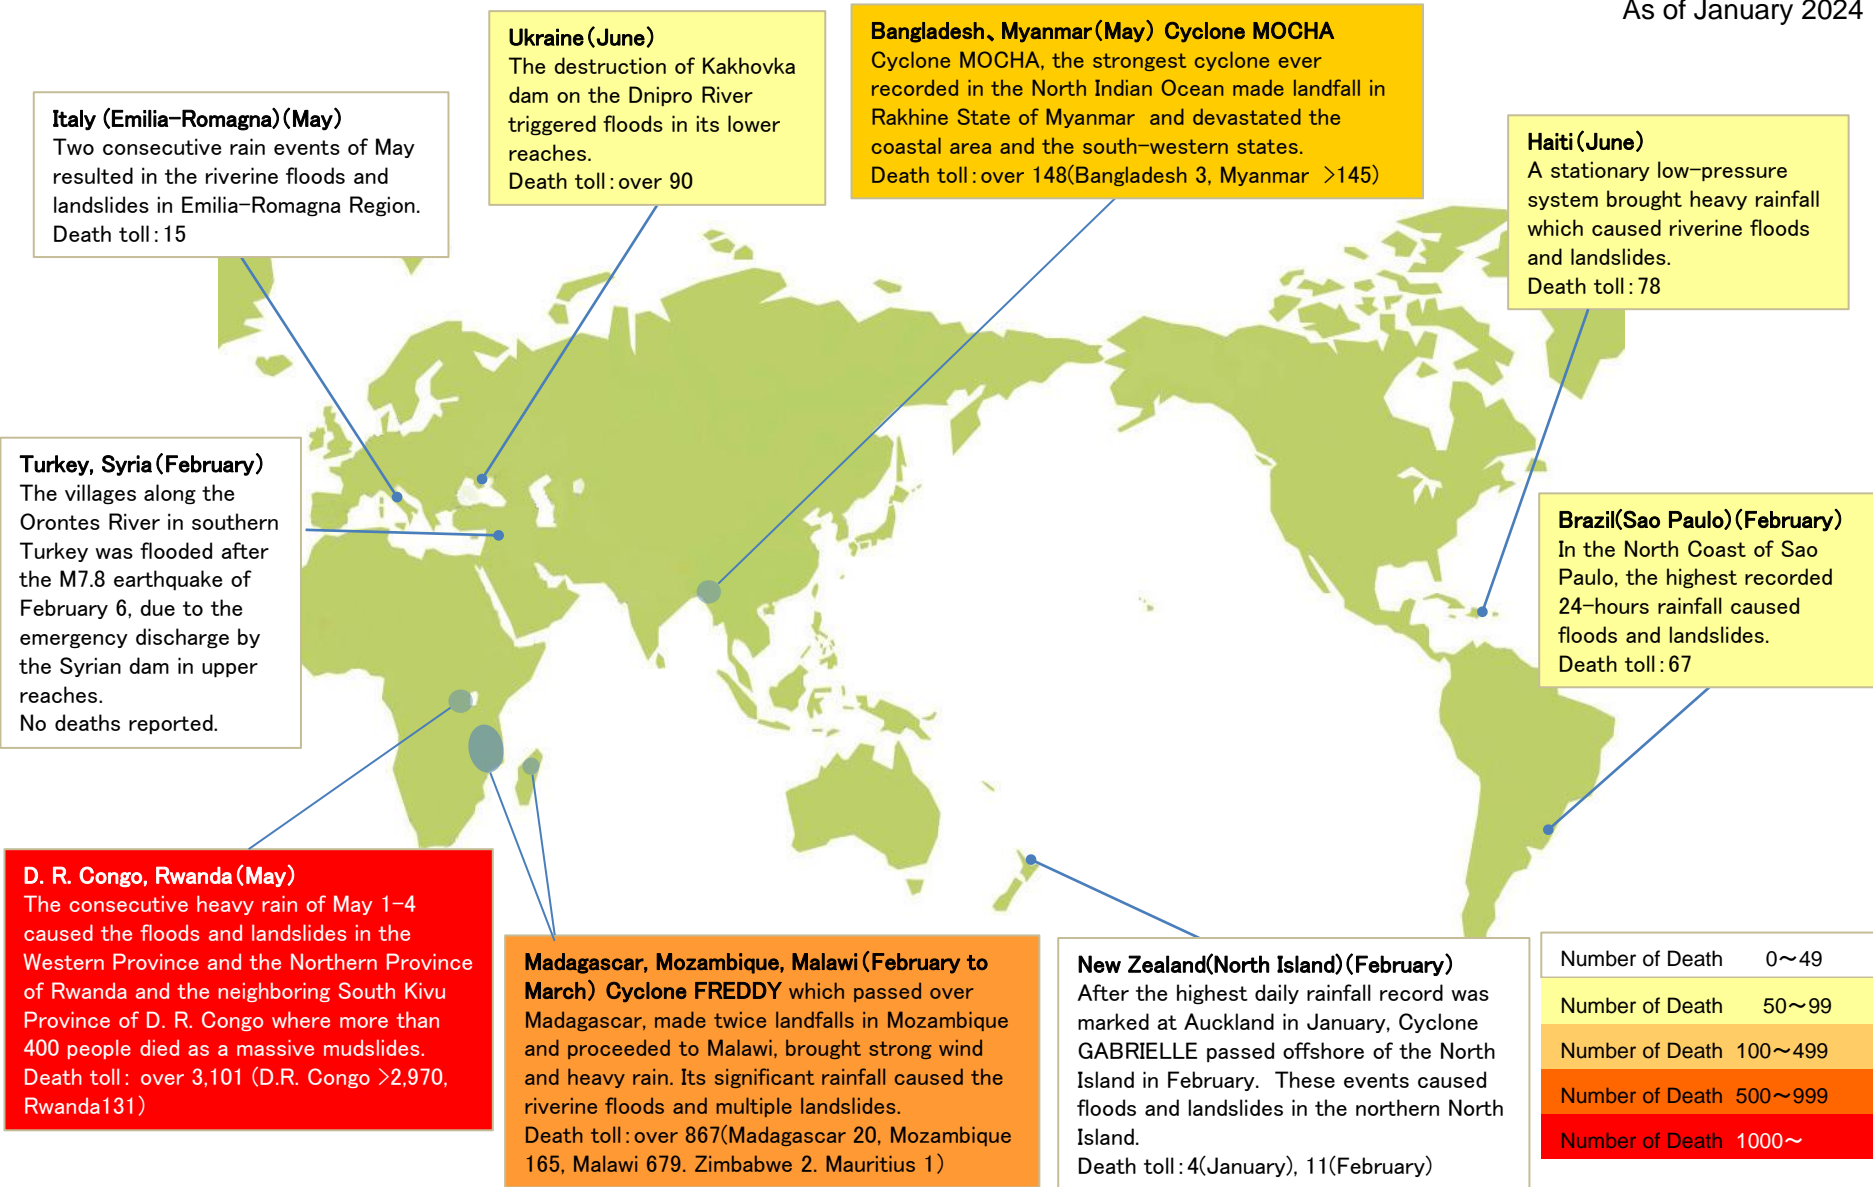 As of January 2024
Ukraine(June)
The destruction of Kakhovka
dam on the Dnipro River
triggered floods in its lower
reaches.
Death toll:over 90
Bangladesh、Myanmar(May) Cyclone MOCHA
Cyclone MOCHA, the strongest cyclone ever
recorded in the North Indian Ocean made landfall in
Rakhine State of Myanmar and devastated the
coastal area and the south-western states.
Death toll:over 148(Bangladesh 3, Myanmar >145)
Italy (Emilia-Romagna)(May)
Two consecutive rain events of May
resulted in the riverine floods and
landslides in Emilia-Romagna Region.
Death toll:15
Haiti(June)
A stationary low-pressure
system brought heavy rainfall
which caused riverine floods
and landslides.
Death toll:78
Turkey, Syria(February)
The villages along the
Orontes River in southern
Turkey was flooded after
the M7.8 earthquake of
February 6, due to the
emergency discharge by
the Syrian dam in upper
reaches.
No deaths reported.
Brazil(Sao Paulo)(February)
In the North Coast of Sao
Paulo, the highest recorded
24-hours rainfall caused
floods and landslides.
Death toll:67
D. R. Congo, Rwanda(May)
The consecutive heavy rain of May 1-4
caused the floods and landslides in the
Western Province and the Northern Province
of Rwanda and the neighboring South Kivu
Province of D. R. Congo where more than
400 people died as a massive mudslides.
Death toll: over 3,101 (D.R. Congo >2,970,
Rwanda131)
Madagascar, Mozambique, Malawi(February to
March) Cyclone FREDDY which passed over
Madagascar, made twice landfalls in Mozambique
and proceeded to Malawi, brought strong wind
and heavy rain. Its significant rainfall caused the
riverine floods and multiple landslides.
Death toll:over 867(Madagascar 20, Mozambique
165, Malawi 679. Zimbabwe 2. Mauritius 1)
New Zealand(North Island)(February)
After the highest daily rainfall record was
marked at Auckland in January, Cyclone
GABRIELLE passed offshore of the North
Island in February. These events caused
floods and landslides in the northern North
Island.
Death toll:4(January), 11(February)
Number of Death 0～49
Number of Death 50～99
Number of Death 100～499
Number of Death 500～999
Number of Death 1000～